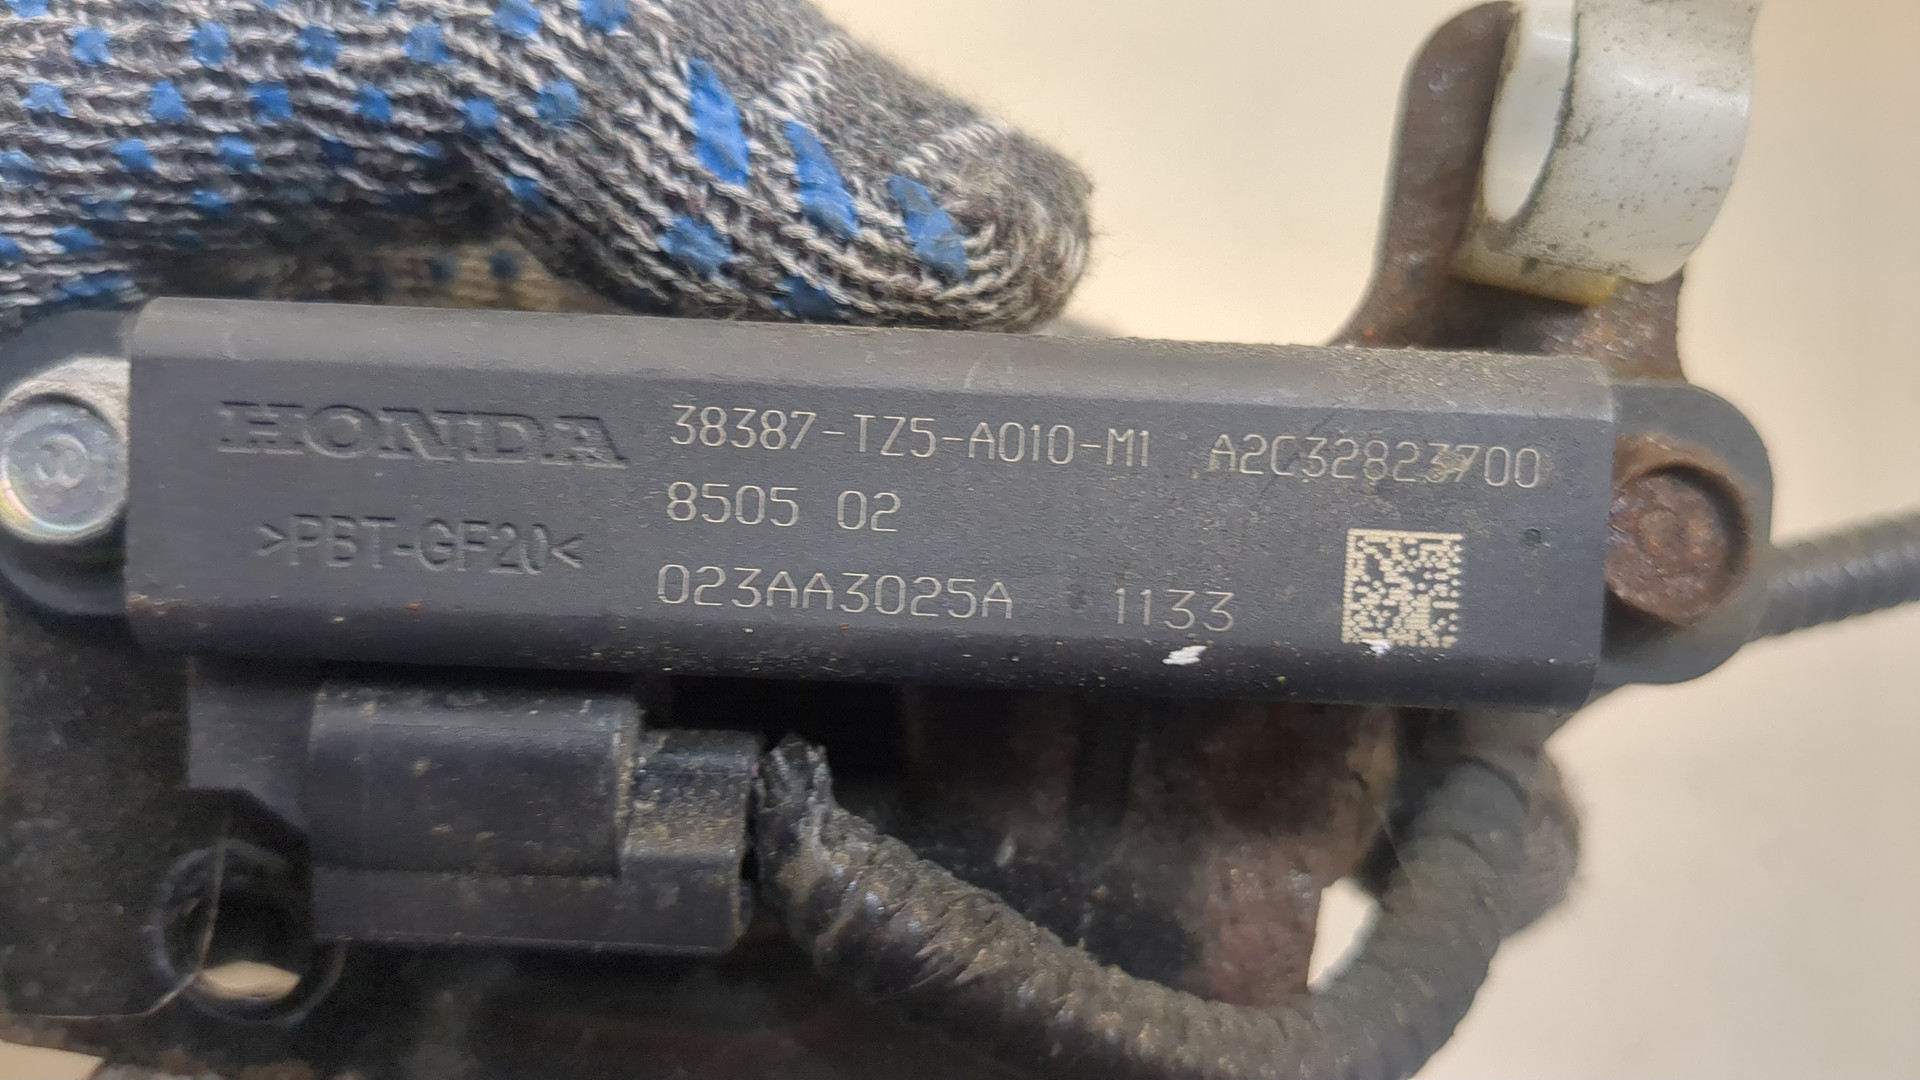 HONDA 38387-TZ5-A010-M1 A2C32823700
8505 02
>PBT-GF20<
023AA3025A 1133